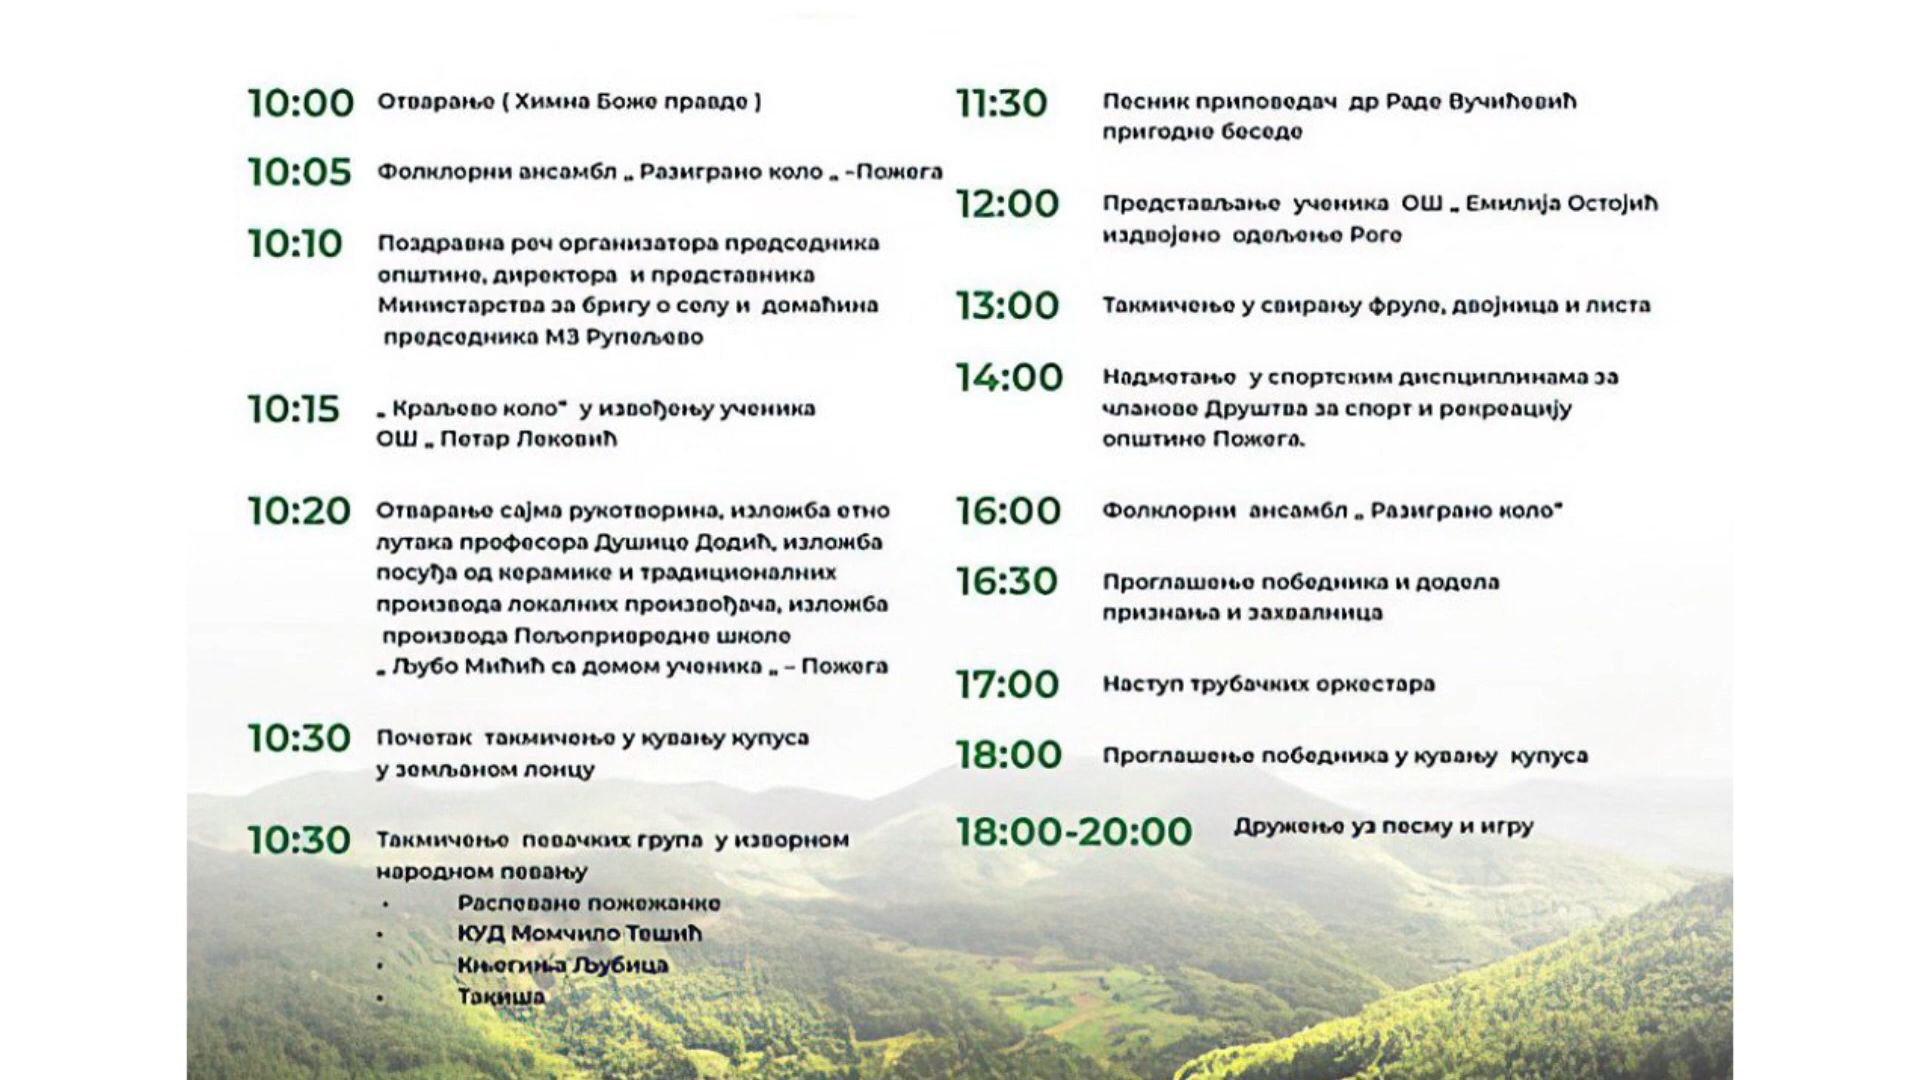 10:00 Отварање ( Химна Боже правде )
10:05 Фолклорни ансамбл „ Разиграно коло „ –Пожега
10:10 Поздравна реч организатора председника
општине, директора и представника
Министарства за бригу о селу и домаћина
председника МЗ Рупељево
10:15 „ Краљево коло“ у извођењу ученика
ОШ „ Петар Лековић
10:20 Отварање сајма рукотворина, изложба етно
лутака професора Душице Додић, изложба
посуђа од керамике и традиционалних
производа локалних произвођача, изложба
производа Пољопривредне школе
„ Љубо Мићић са домом ученика „ – Пожега
10:30 Почетак такмичење у кувању купуса
у земљаном лонцу
10:30 Такмичење певачких група у изворном
народном певању
• Распеване пожежанке
• КУД Момчило Тешић
• Књегиња Љубица
• Такиша
11:30 Песник приповедач др Раде Вучићевић
пригодне беседе
12:00 Представљање ученика ОШ „ Емилија Остојић
издвојено одељење Роге
13:00 Такмичење у свирању фруле, двојница и листа
14:00 Надметање у спортским диспциплинама за
чланове Друштва за спорт и рекреацију
општине Пожега.
16:00 Фолклорни ансамбл „ Разиграно коло“
16:30 Проглашење победника и додела
признања и захвалница
17:00 Наступ трубачких оркестара
18:00 Проглашење победника у кувању купуса
18:00-20:00 Дружење уз песму и игру